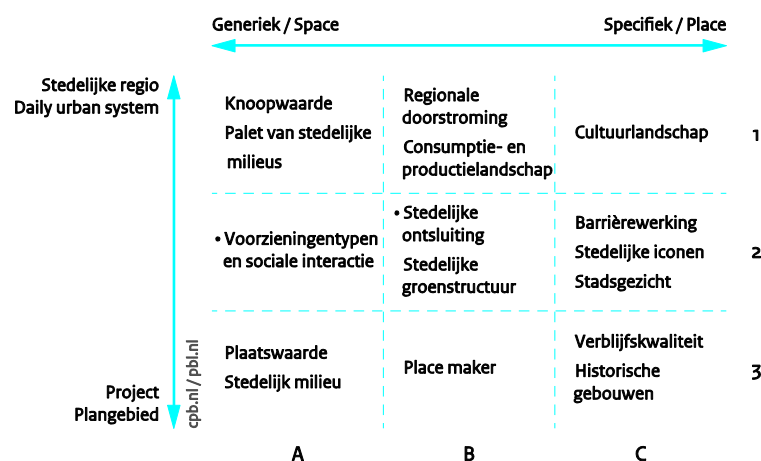 Generiek / Space
Specifiek / Place
Stedelijke regio
Daily urban system
Knoopwaarde
Palet van stedelijke
milieus
Regionale
doorstroming
Consumptie- en
productielandschap
Cultuurlandschap
1
• Voorzieningentypen
en sociale interactie
• Stedelijke
ontsluiting
Stedelijke
groenstructuur
Barrièrewerking
Stedelijke iconen
Stadsgezicht
2
Project
Plangebied
cpb.nl / pbl.nl
Plaatswaarde
Stedelijk milieu
Place maker
Verblijfskwaliteit
Historische
gebouwen
3
A
B
C